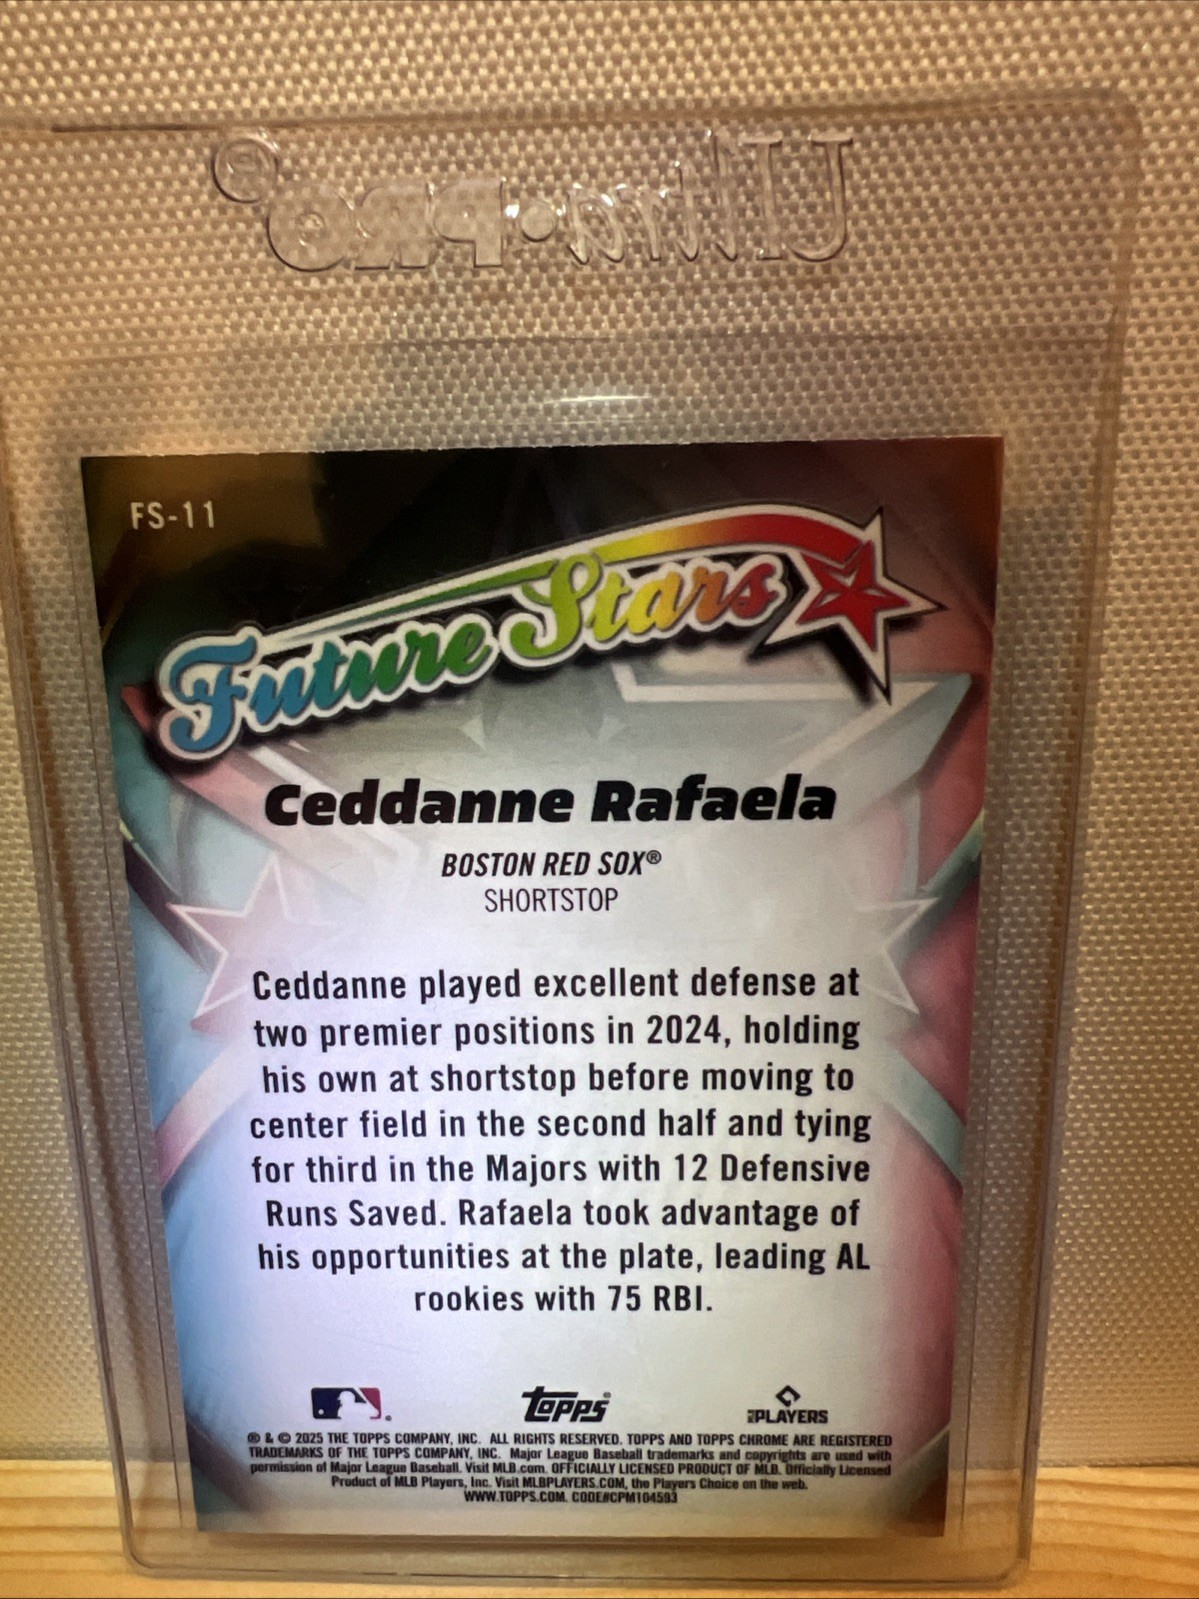 Ultra•PRO®
FS-11
Future Stars
Ceddanne Rafaela
BOSTON RED SOX®
SHORTSTOP
Ceddanne played excellent defense at
two premier positions in 2024, holding
his own at shortstop before moving to
center field in the second half and tying
for third in the Majors with 12 Defensive
Runs Saved. Rafaela took advantage of
his opportunities at the plate, leading AL
rookies with 75 RBI.
Topps® PLAYERS
® & © 2025 THE TOPPS COMPANY, INC. ALL RIGHTS RESERVED. TOPPS AND TOPPS CHROME ARE REGISTERED
TRADEMARKS OF THE TOPPS COMPANY, INC. Major League Baseball trademarks and copyrights are used with
permission of Major League Baseball. Visit MLB.com. OFFICIALLY LICENSED PRODUCT OF MLB. Officially Licensed
Product of MLB Players, Inc. Visit MLBPLAYERS.COM, the Players Choice on the web.
WWW.TOPPS.COM. CODE#CPM104593